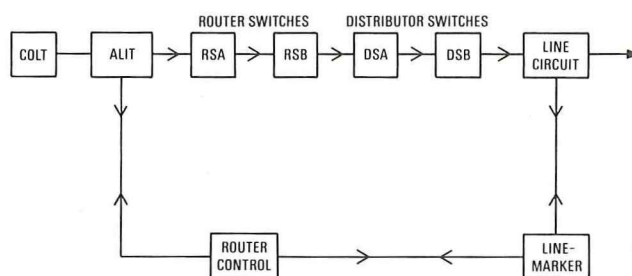 ROUTER SWITCHES
DISTRIBUTOR SWITCHES
COLT
ALIT
RSA
RSB
DSA
DSB
LINE
CIRCUIT
ROUTER
CONTROL
LINE-
MARKER